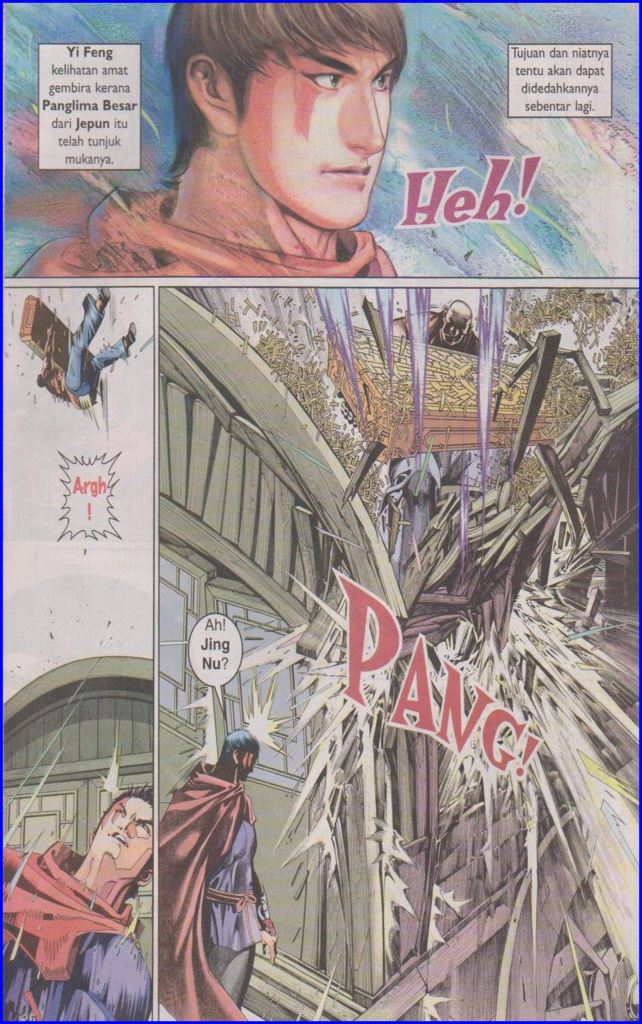 Yi Feng
kelihatan amat
gembira kerana
Panglima Besar
dari Jepun itu
telah tunjuk
mukanya.
Tujuan dan niatnya
tentu akan dapat
didedahkannya
sebentar lagi.
Heh!
Argh
!
Ah!
Jing
Nu?
PANG!